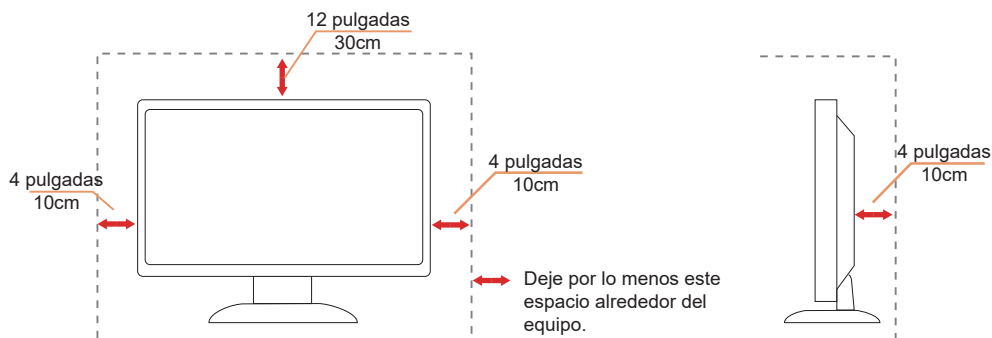 12 pulgadas
30cm
4 pulgadas
10cm
4 pulgadas
10cm
4 pulgadas
10cm
Deje por lo menos este
espacio alrededor del
equipo.